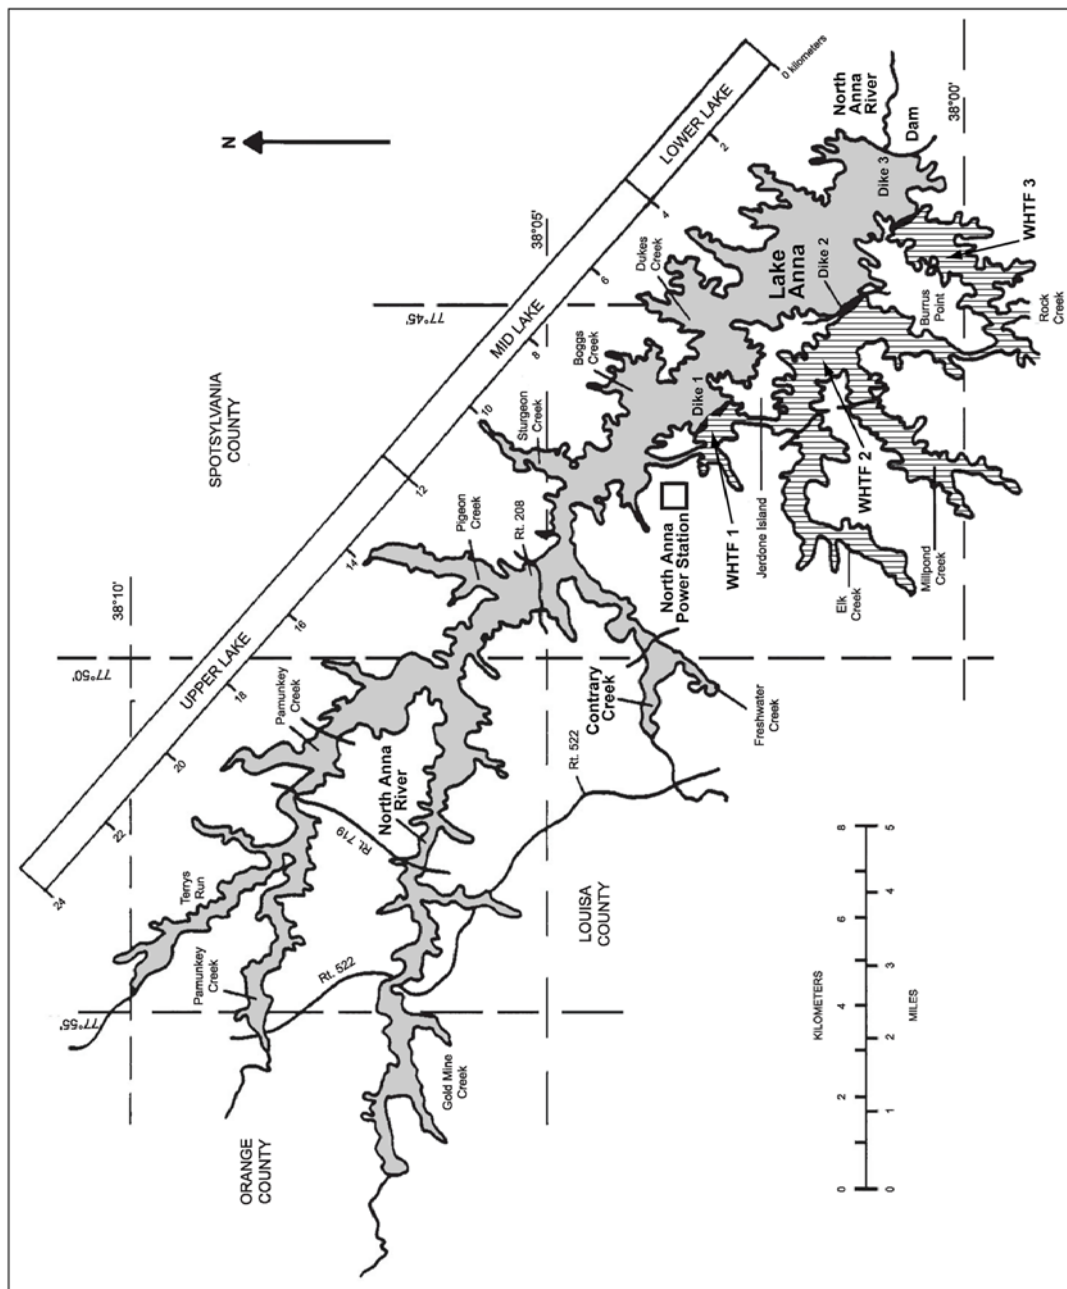 0 kilometers
LOWER LAKE
2
4
6
MID LAKE
8
10
12
14
16
UPPER LAKE
18
20
22
24
N
SPOTSYLVANIA
COUNTY
38°10'
38°05'
38°00'
77°45'
77°50'
77°55'
North
Anna
River
Dam
Dike 3
WHTF 3
Dukes
Creek
Lake
Anna
Dike 2
Burrus
Point
Rock
Creek
Boggs
Creek
Dike 1
Sturgeon
Creek
WHTF 1
Jerdone Island
WHTF 2
Millpond
Creek
Elk
Creek
North Anna
Power Station
Pigeon
Creek
Rt. 208
Contrary
Creek
Freshwater
Creek
Rt. 522
Pamunkey
Creek
North Anna
River
Rt. 719
Terrys
Run
Pamunkey
Creek
Rt. 522
LOUISA
COUNTY
Gold Mine
Creek
ORANGE
COUNTY
KILOMETERS
0
2
4
6
8
MILES
0
1
2
3
4
5